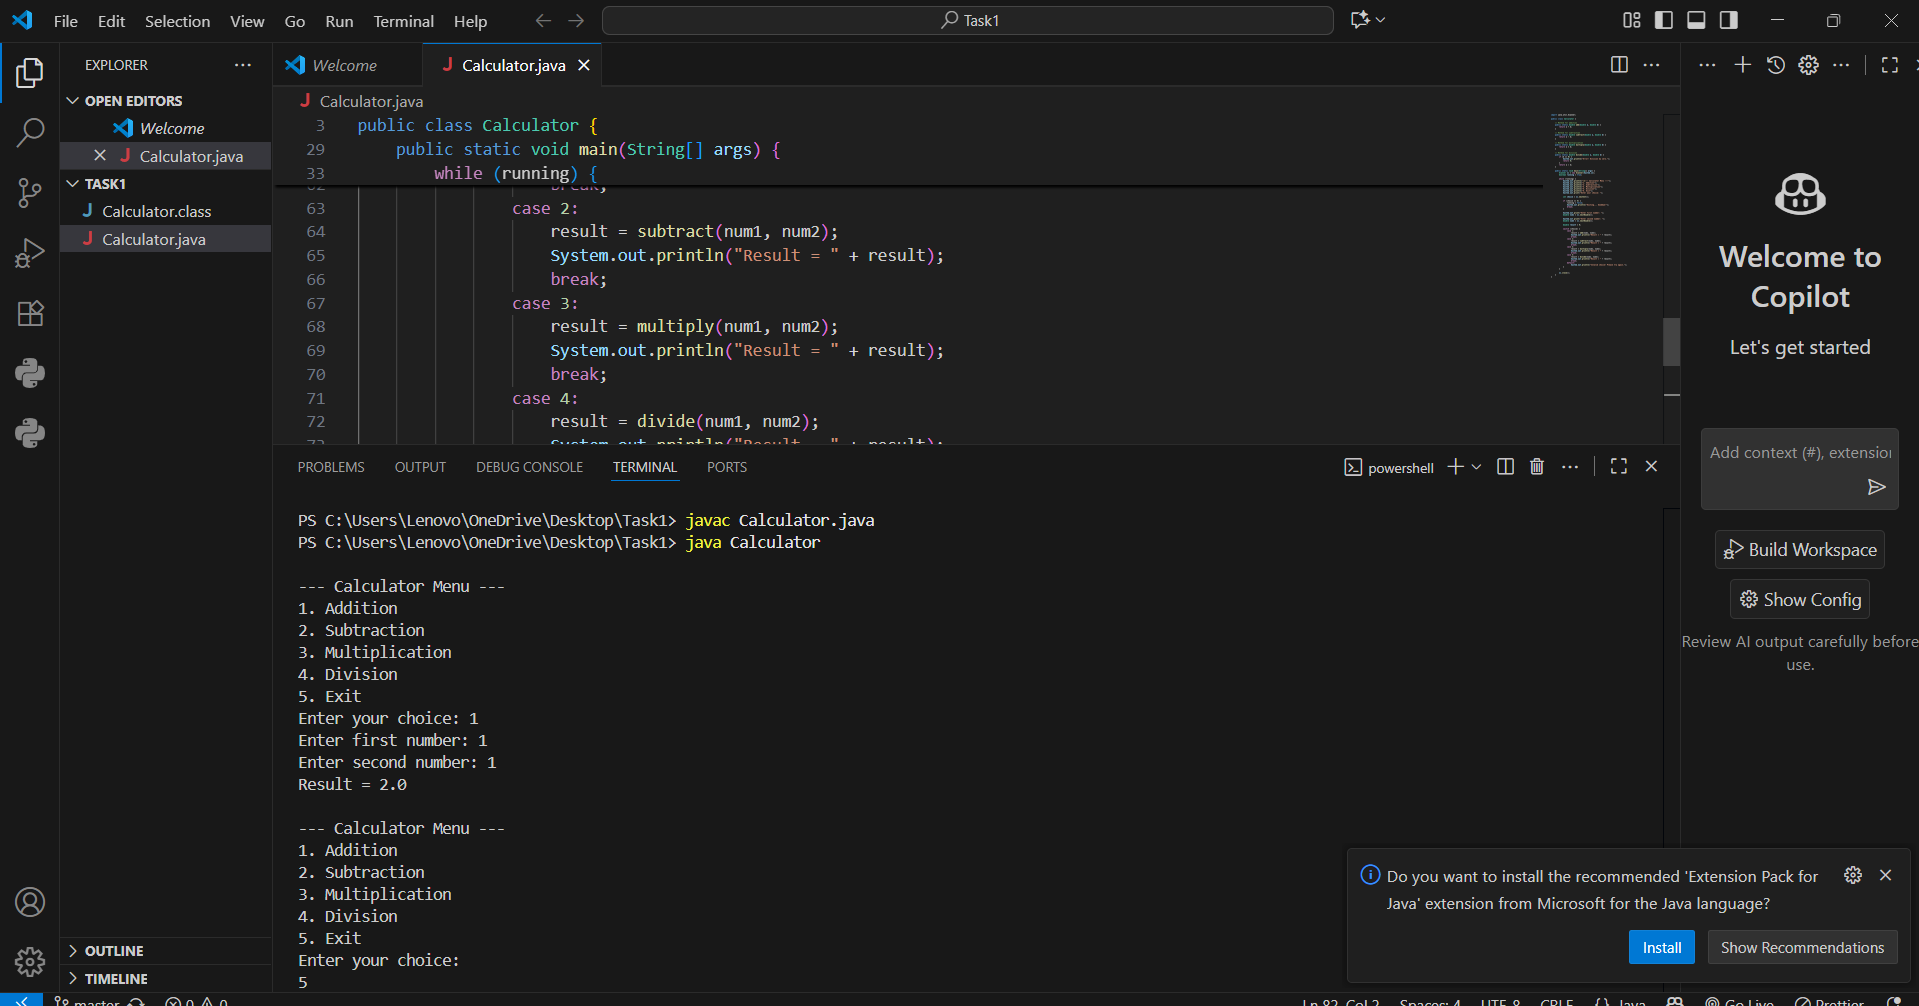 File Edit Selection View Go Run Terminal Help
Task1
EXPLORER
OPEN EDITORS
Welcome
Calculator.java
TASK1
Calculator.class
Calculator.java
OUTLINE
TIMELINE
Welcome
Calculator.java
Calculator.java
3 public class Calculator {
29 public static void main(String[] args) {
33 while (running) {
62 break;
63 case 2:
64 result = subtract(num1, num2);
65 System.out.println("Result = " + result);
66 break;
67 case 3:
68 result = multiply(num1, num2);
69 System.out.println("Result = " + result);
70 break;
71 case 4:
72 result = divide(num1, num2);
73 System.out.println("Result = " + result);
PROBLEMS OUTPUT DEBUG CONSOLE TERMINAL PORTS
powershell
PS C:\Users\Lenovo\OneDrive\Desktop\Task1> javac Calculator.java
PS C:\Users\Lenovo\OneDrive\Desktop\Task1> java Calculator
--- Calculator Menu ---
1. Addition
2. Subtraction
3. Multiplication
4. Division
5. Exit
Enter your choice: 1
Enter first number: 1
Enter second number: 1
Result = 2.0
--- Calculator Menu ---
1. Addition
2. Subtraction
3. Multiplication
4. Division
5. Exit
Enter your choice:
5
Welcome to
Copilot
Let's get started
Add context (#), extension
Build Workspace
Show Config
Review AI output carefully before
use.
Do you want to install the recommended 'Extension Pack for
Java' extension from Microsoft for the Java language?
Install
Show Recommendations
master 0 0
Ln 82, Col 2 Spaces: 4 UTF-8 CRLF {} Java Go Live Prettier